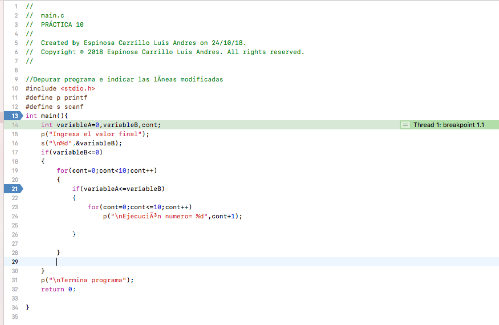 1 //
2 // main.c
3 // PRÁCTICA 10
4 //
5 // Created by Espinosa Carrillo Luis Andres on 24/10/18.
6 // Copyright © 2018 Espinosa Carrillo Luis Andres. All rights reserved.
7 //
8
9 //Depurar programa e indicar las lÃneas modificadas
10 #include <stdio.h>
11 #define p printf
12 #define s scanf
13 int main(){
14 int variableA=0,variableB,cont; = Thread 1: breakpoint 1.1
15 p("Ingresa el valor final");
16 s("\n%d",&variableB);
17 if(variableB<=0)
18 {
19 for(cont=0;cont<10;cont++)
20 {
21 if(variableA<=variableB)
22 {
23 for(cont=0;cont<=10;cont++)
24 p("\nEjecuciÃ³n numero= %d",cont+1);
25
26 }
27
28 }
29
30 }
31 p("\nTermina programa");
32 return 0;
33
34 }
35